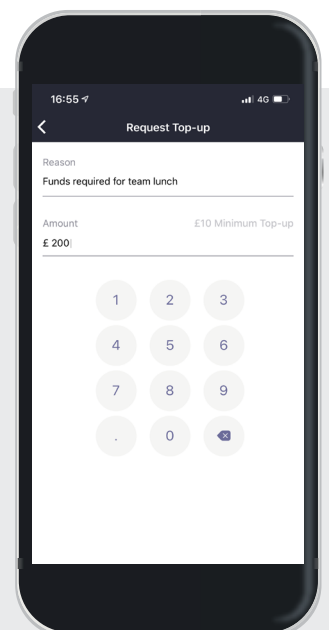 16:55 4G
Request Top-up
Reason
Funds required for team lunch
Amount £10 Minimum Top-up
£ 200
1 2 3
4 5 6
7 8 9
. 0